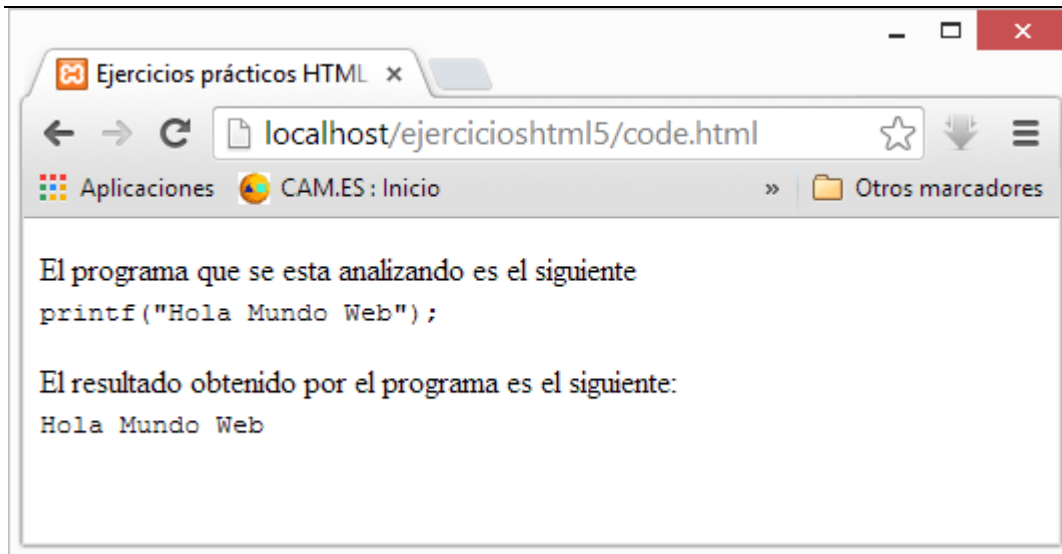 Ejercicios prácticos HTML
localhost/ejercicioshtml5/code.html
Aplicaciones CAM.ES : Inicio » Otros marcadores
El programa que se esta analizando es el siguiente
printf("Hola Mundo Web");
El resultado obtenido por el programa es el siguiente:
Hola Mundo Web